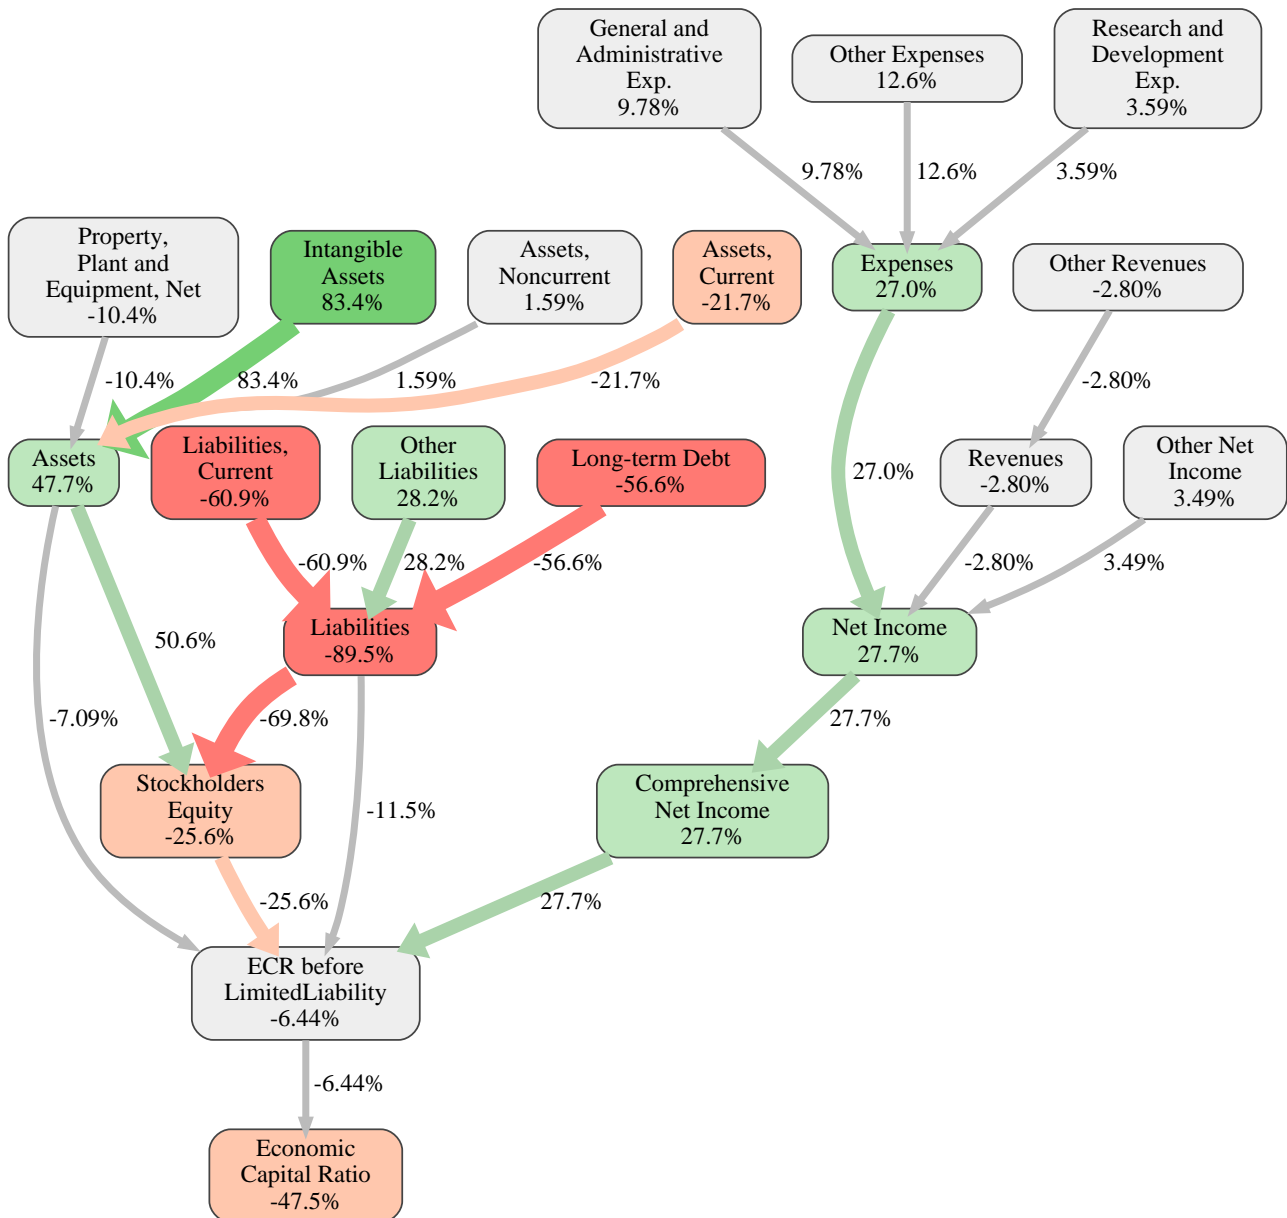 General and
Administrative
Exp.
9.78%
Other Expenses
12.6%
Research and
Development
Exp.
3.59%
9.78%
12.6%
3.59%
Property,
Plant and
Equipment, Net
-10.4%
Intangible
Assets
83.4%
Assets,
Noncurrent
1.59%
Assets,
Current
-21.7%
Expenses
27.0%
Other Revenues
-2.80%
-10.4%
83.4%
1.59%
-21.7%
-2.80%
Assets
47.7%
Liabilities,
Current
-60.9%
Other
Liabilities
28.2%
Long-term Debt
-56.6%
27.0%
Revenues
-2.80%
Other Net
Income
3.49%
-60.9%
28.2%
-56.6%
-2.80%
3.49%
50.6%
Liabilities
-89.5%
Net Income
27.7%
-7.09%
-69.8%
27.7%
Stockholders
Equity
-25.6%
-11.5%
Comprehensive
Net Income
27.7%
-25.6%
27.7%
ECR before
LimitedLiability
-6.44%
-6.44%
Economic
Capital Ratio
-47.5%